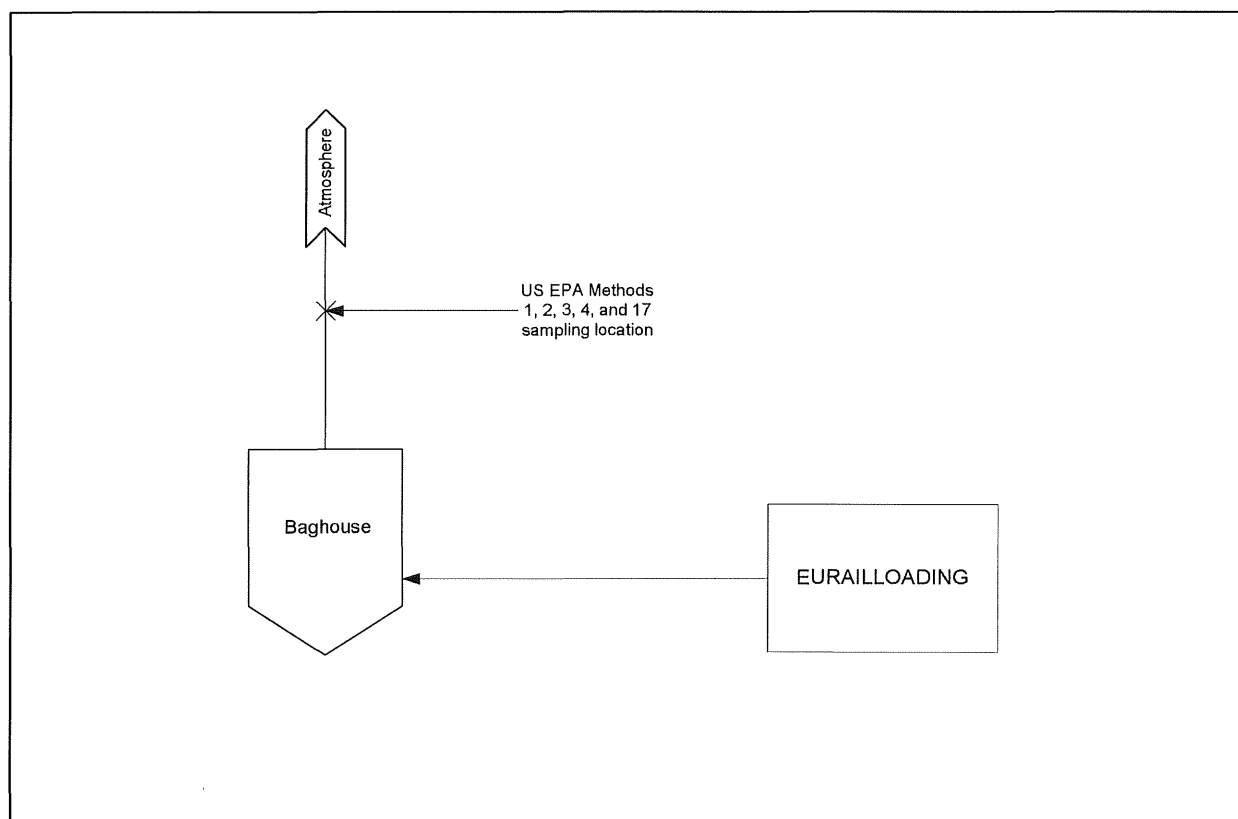 Atmosphere
US EPA Methods
1, 2, 3, 4, and 17
sampling location
Baghouse
EURAILLOADING